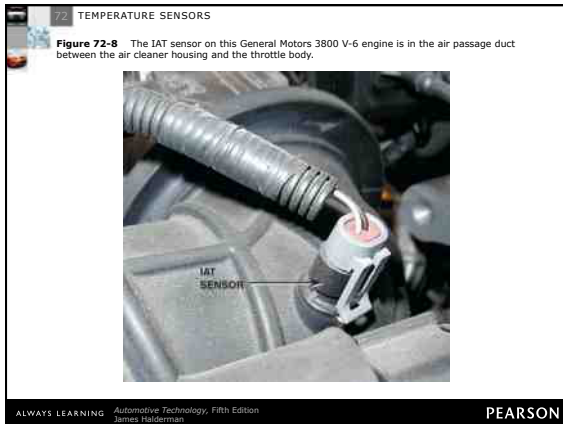 72 TEMPERATURE SENSORS
Figure 72-8 The IAT sensor on this General Motors 3800 V-6 engine is in the air passage duct
between the air cleaner housing and the throttle body.
IAT
SENSOR
ALWAYS LEARNING Automotive Technology, Fifth Edition
James Halderman
PEARSON